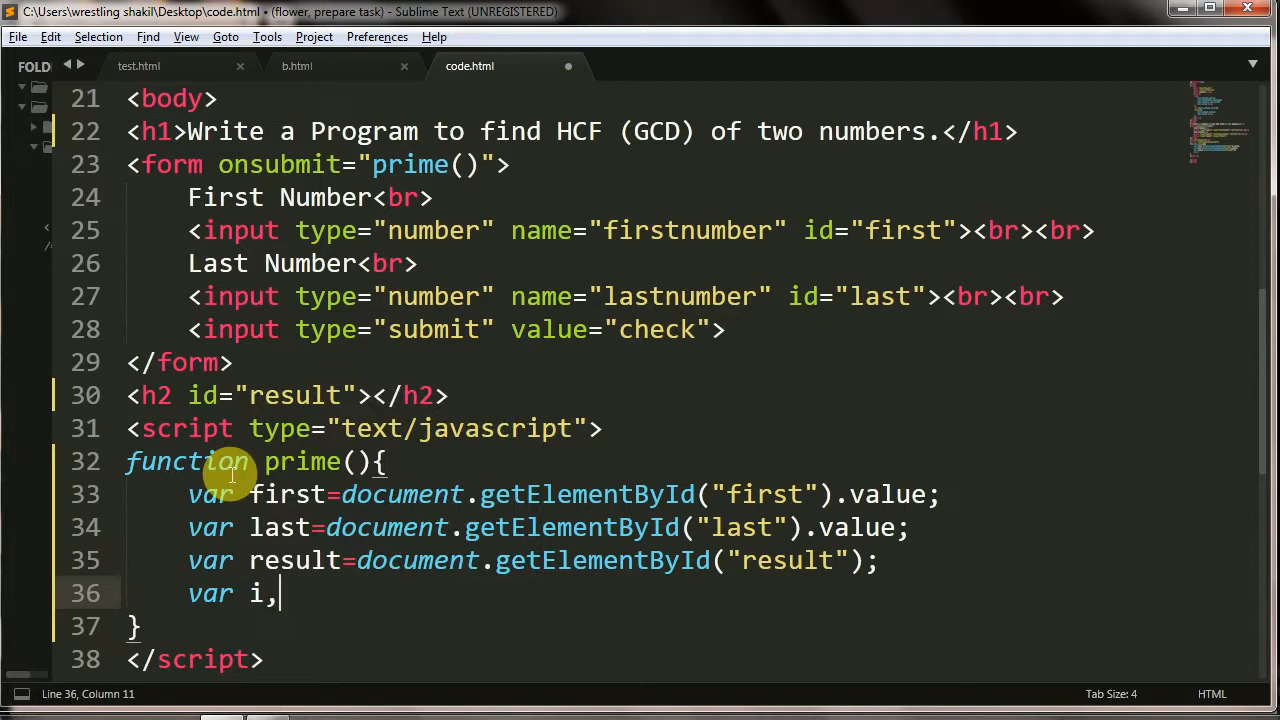 C:\Users\wrestling shakil\Desktop\code.html • (flower, prepare task) - Sublime Text (UNREGISTERED)
File Edit Selection Find View Goto Tools Project Preferences Help
FOLD test.html b.html code.html
21 <body>
22 <h1>Write a Program to find HCF (GCD) of two numbers.</h1>
23 <form onsubmit="prime()">
24 First Number<br>
25 <input type="number" name="firstnumber" id="first"><br><br>
26 Last Number<br>
27 <input type="number" name="lastnumber" id="last"><br><br>
28 <input type="submit" value="check">
29 </form>
30 <h2 id="result"></h2>
31 <script type="text/javascript">
32 function prime(){
33 var first=document.getElementById("first").value;
34 var last=document.getElementById("last").value;
35 var result=document.getElementById("result");
36 var i,
37 }
38 </script>
Line 36, Column 11 Tab Size: 4 HTML